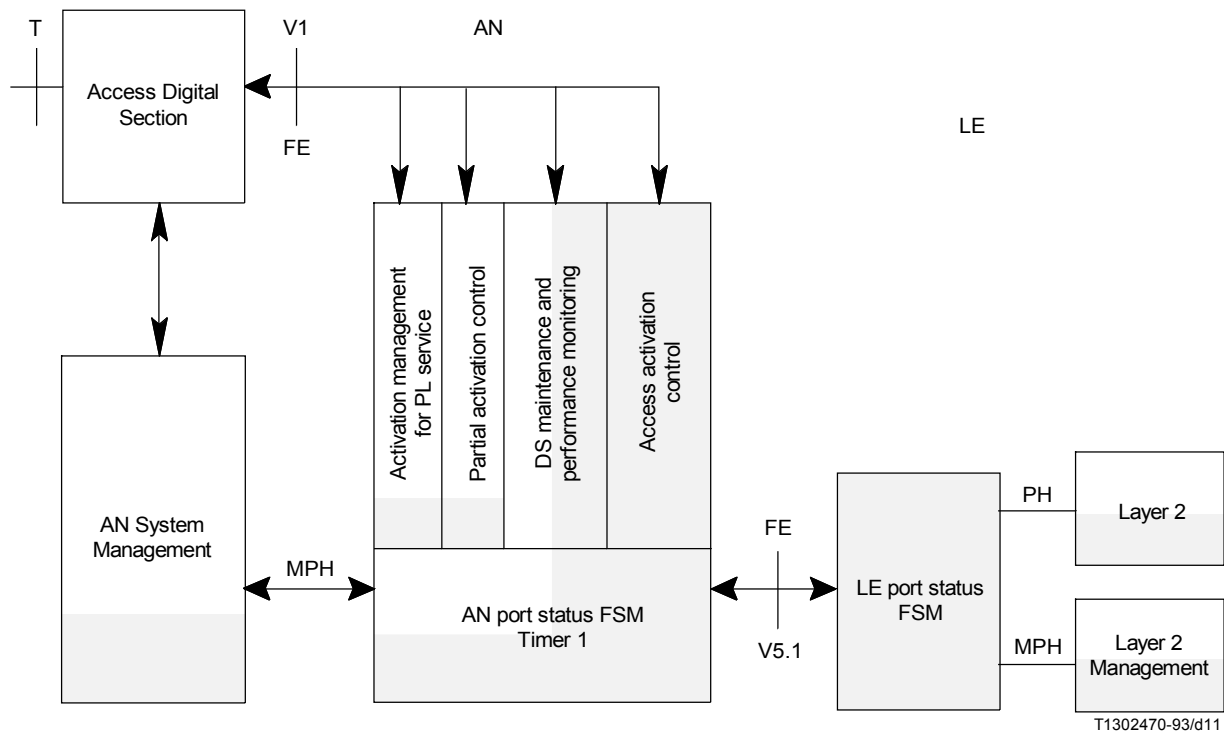 T
V1
AN
Access Digital
Section
FE
LE
Activation management
for PL service
Partial activation control
DS maintenance and
performance monitoring
Access activation
control
AN System
Management
MPH
AN port status FSM
Timer 1
FE
V5.1
LE port status
FSM
PH
Layer 2
MPH
Layer 2
Management
T1302470-93/d11